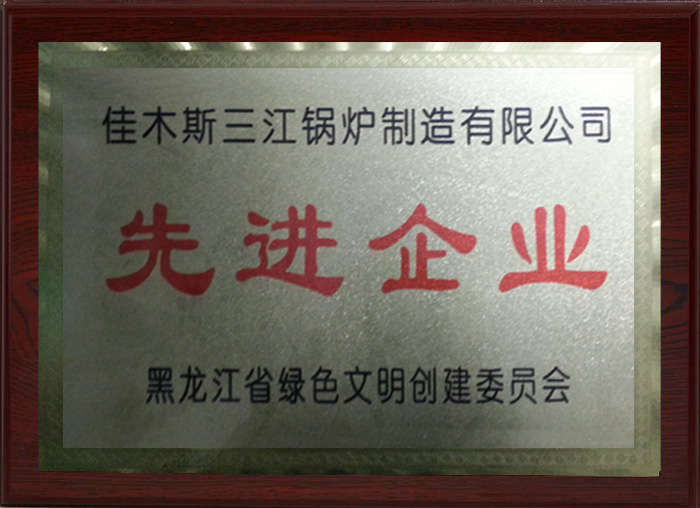 佳木斯三江锅炉制造有限公司
先进企业
黑龙江省绿色文明创建委员会